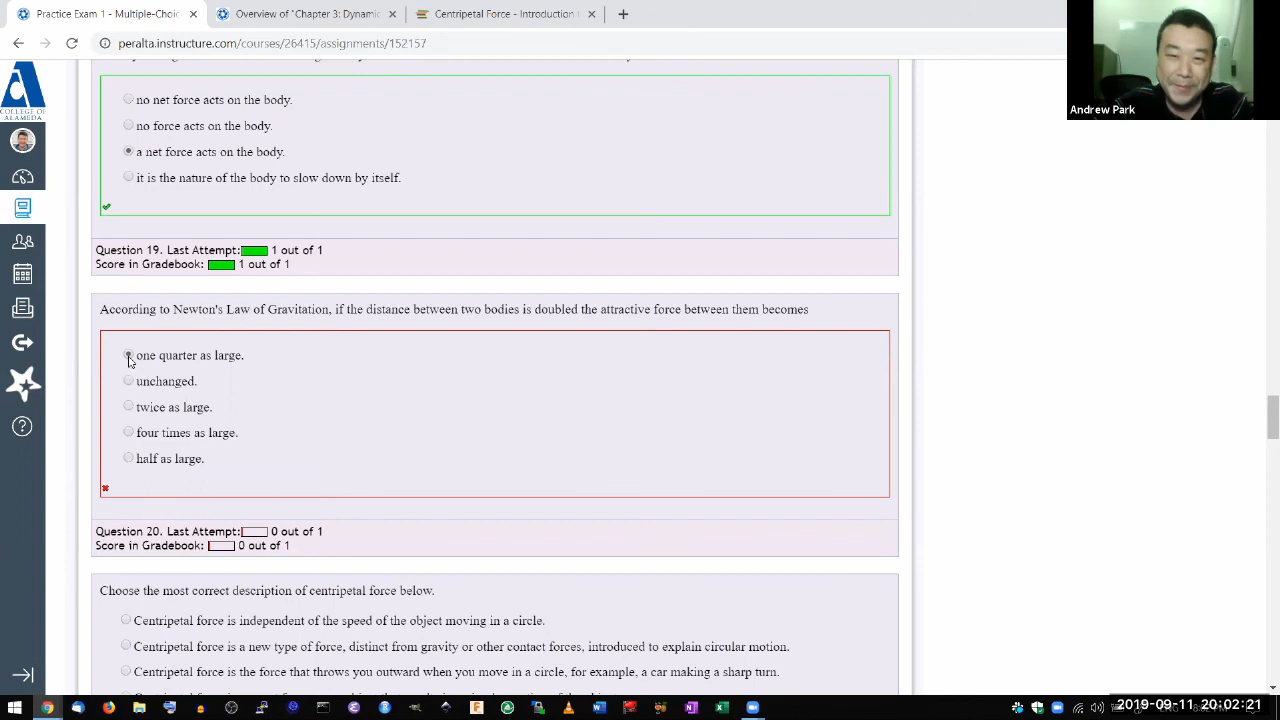 Practice Exam 1 - Multiple-Choic
Overview of "Chapter 3: Dynamic
Centripetal Force - Introduction t
peralta.instructure.com/courses/26415/assignments/152157
Andrew Park
COLLEGE OF
ALAMEDA
no net force acts on the body.
no force acts on the body.
a net force acts on the body.
it is the nature of the body to slow down by itself.
Question 19. Last Attempt: 1 out of 1
Score in Gradebook: 1 out of 1
According to Newton's Law of Gravitation, if the distance between two bodies is doubled the attractive force between them becomes
one quarter as large.
unchanged.
twice as large.
four times as large.
half as large.
Question 20. Last Attempt: 0 out of 1
Score in Gradebook: 0 out of 1
Choose the most correct description of centripetal force below.
Centripetal force is independent of the speed of the object moving in a circle.
Centripetal force is a new type of force, distinct from gravity or other contact forces, introduced to explain circular motion.
Centripetal force is the force that throws you outward when you move in a circle, for example, a car making a sharp turn.
2019-09-11 20:02:21